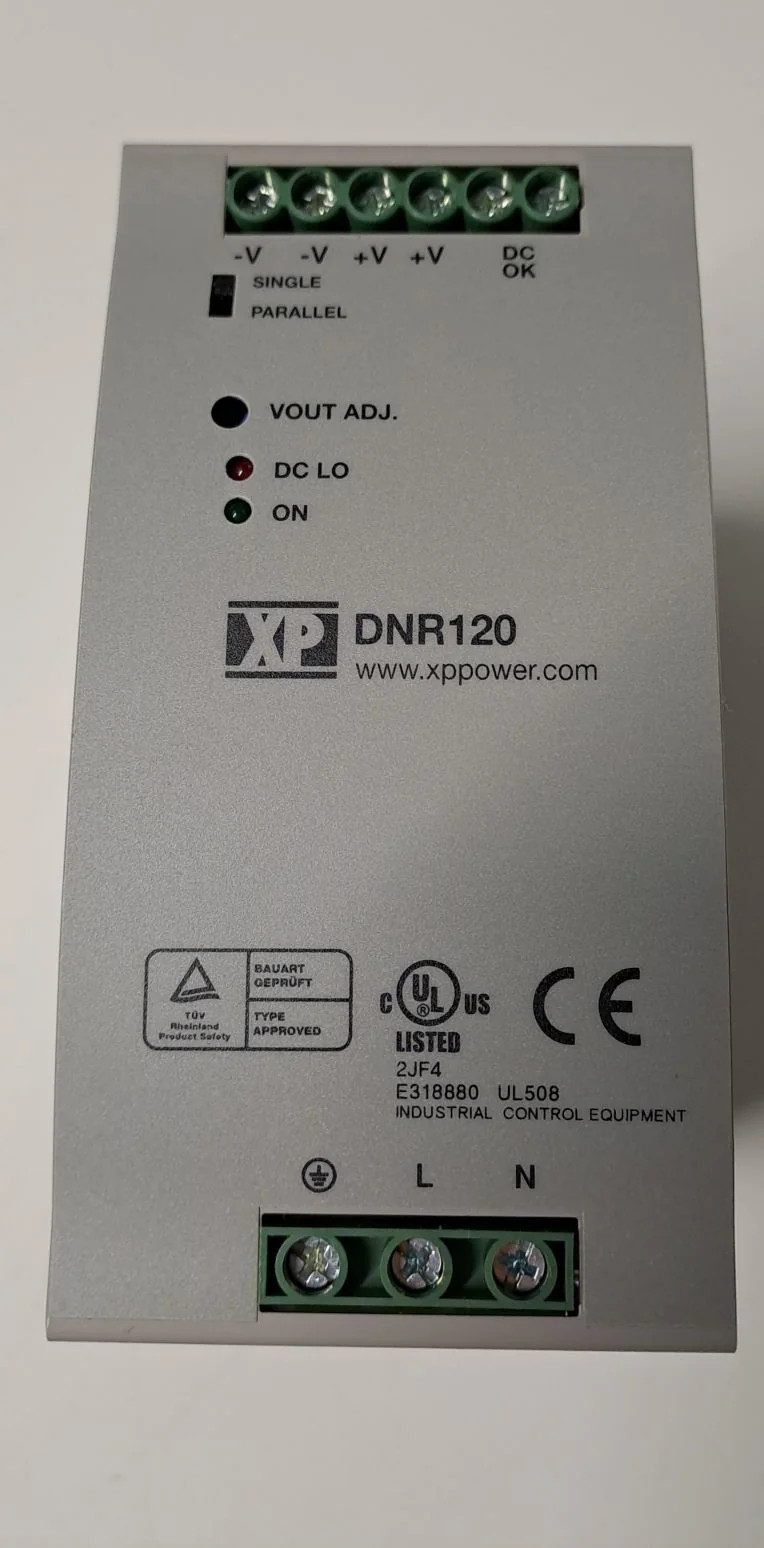 -V -V +V +V DC
OK
SINGLE
PARALLEL
VOUT ADJ.
DC LO
ON
XP DNR120
www.xppower.com
TÜV
Rheinland
Product Safety
BAUART
GEPRÜFT
TYPE
APPROVED
C UL® US
LISTED
2JF4
E318880 UL508
INDUSTRIAL CONTROL EQUIPMENT
CE
L N